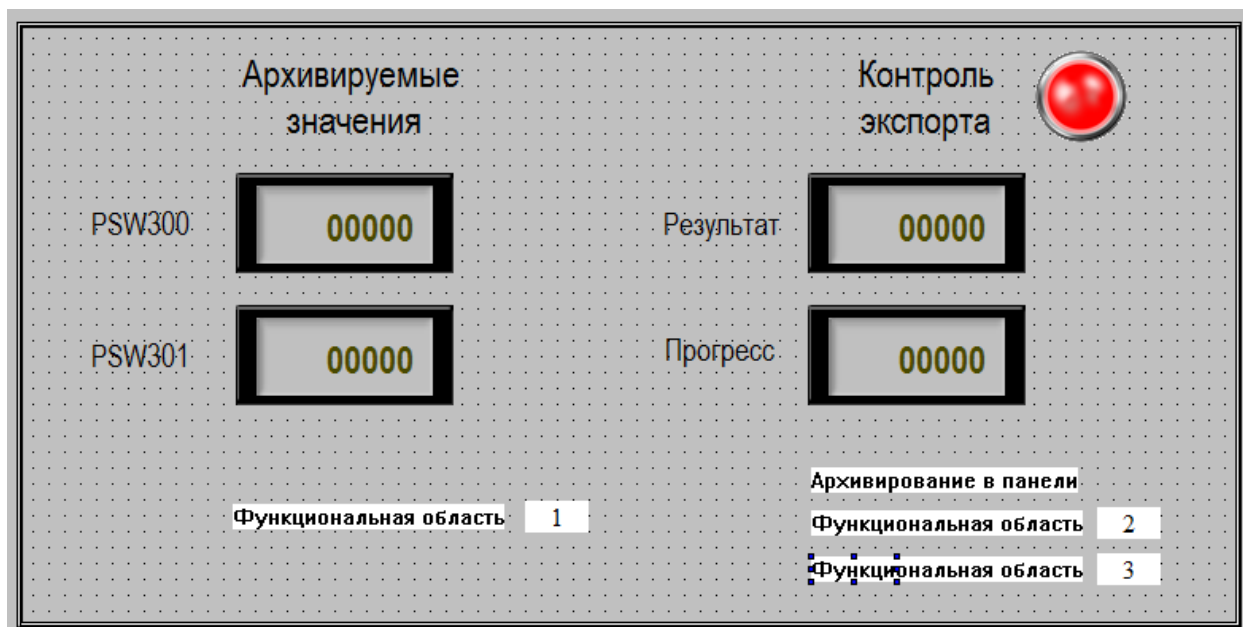 Архивируемые
значения
Контроль
экспорта
PSW300
00000
Результат
00000
PSW301
00000
Прогресс
00000
Архивирование в панели
Функциональная область 1
Функциональная область 2
Функциональная область 3